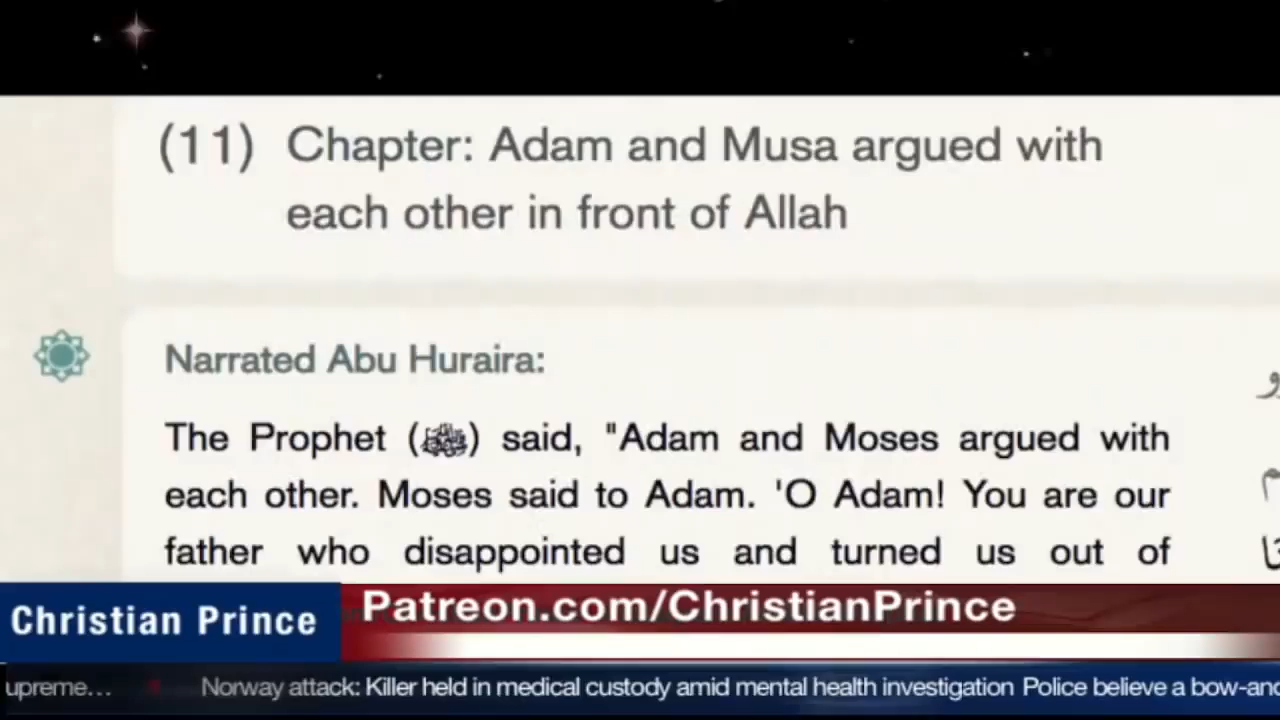 (11) Chapter: Adam and Musa argued with
each other in front of Allah
Narrated Abu Huraira:
The Prophet (ﷺ) said, "Adam and Moses argued with
each other. Moses said to Adam. 'O Adam! You are our
father who disappointed us and turned us out of
Christian Prince
Patreon.com/ChristianPrince
upreme… Norway attack: Killer held in medical custody amid mental health investigation Police believe a bow-and